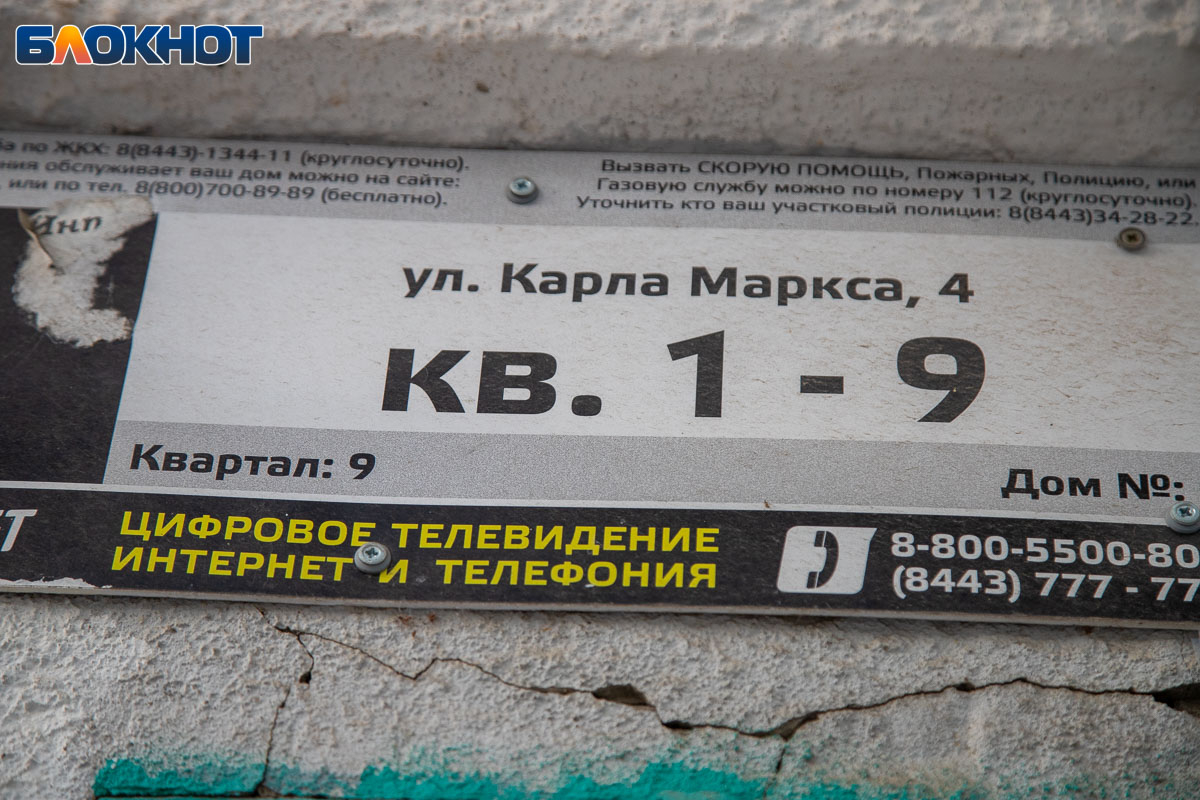 БЛОКНОТ
по ЖКХ: 8(8443)-1344-11 (круглосуточно).
обслуживает ваш дом можно на сайте:
или по тел. 8(800)700-89-89 (бесплатно).
Вызвать СКОРУЮ ПОМОЩЬ, Пожарных, Полицию, или
Газовую службу можно по номеру 112 (круглосуточно).
Уточнить кто ваш участковый полиции: 8(8443)34-28-22
ул. Карла Маркса, 4
кв. 1 - 9
Квартал: 9
Дом №:
ЦИФРОВОЕ ТЕЛЕВИДЕНИЕ
ИНТЕРНЕТ И ТЕЛЕФОНИЯ
8-800-5500-80
(8443) 777 - 77